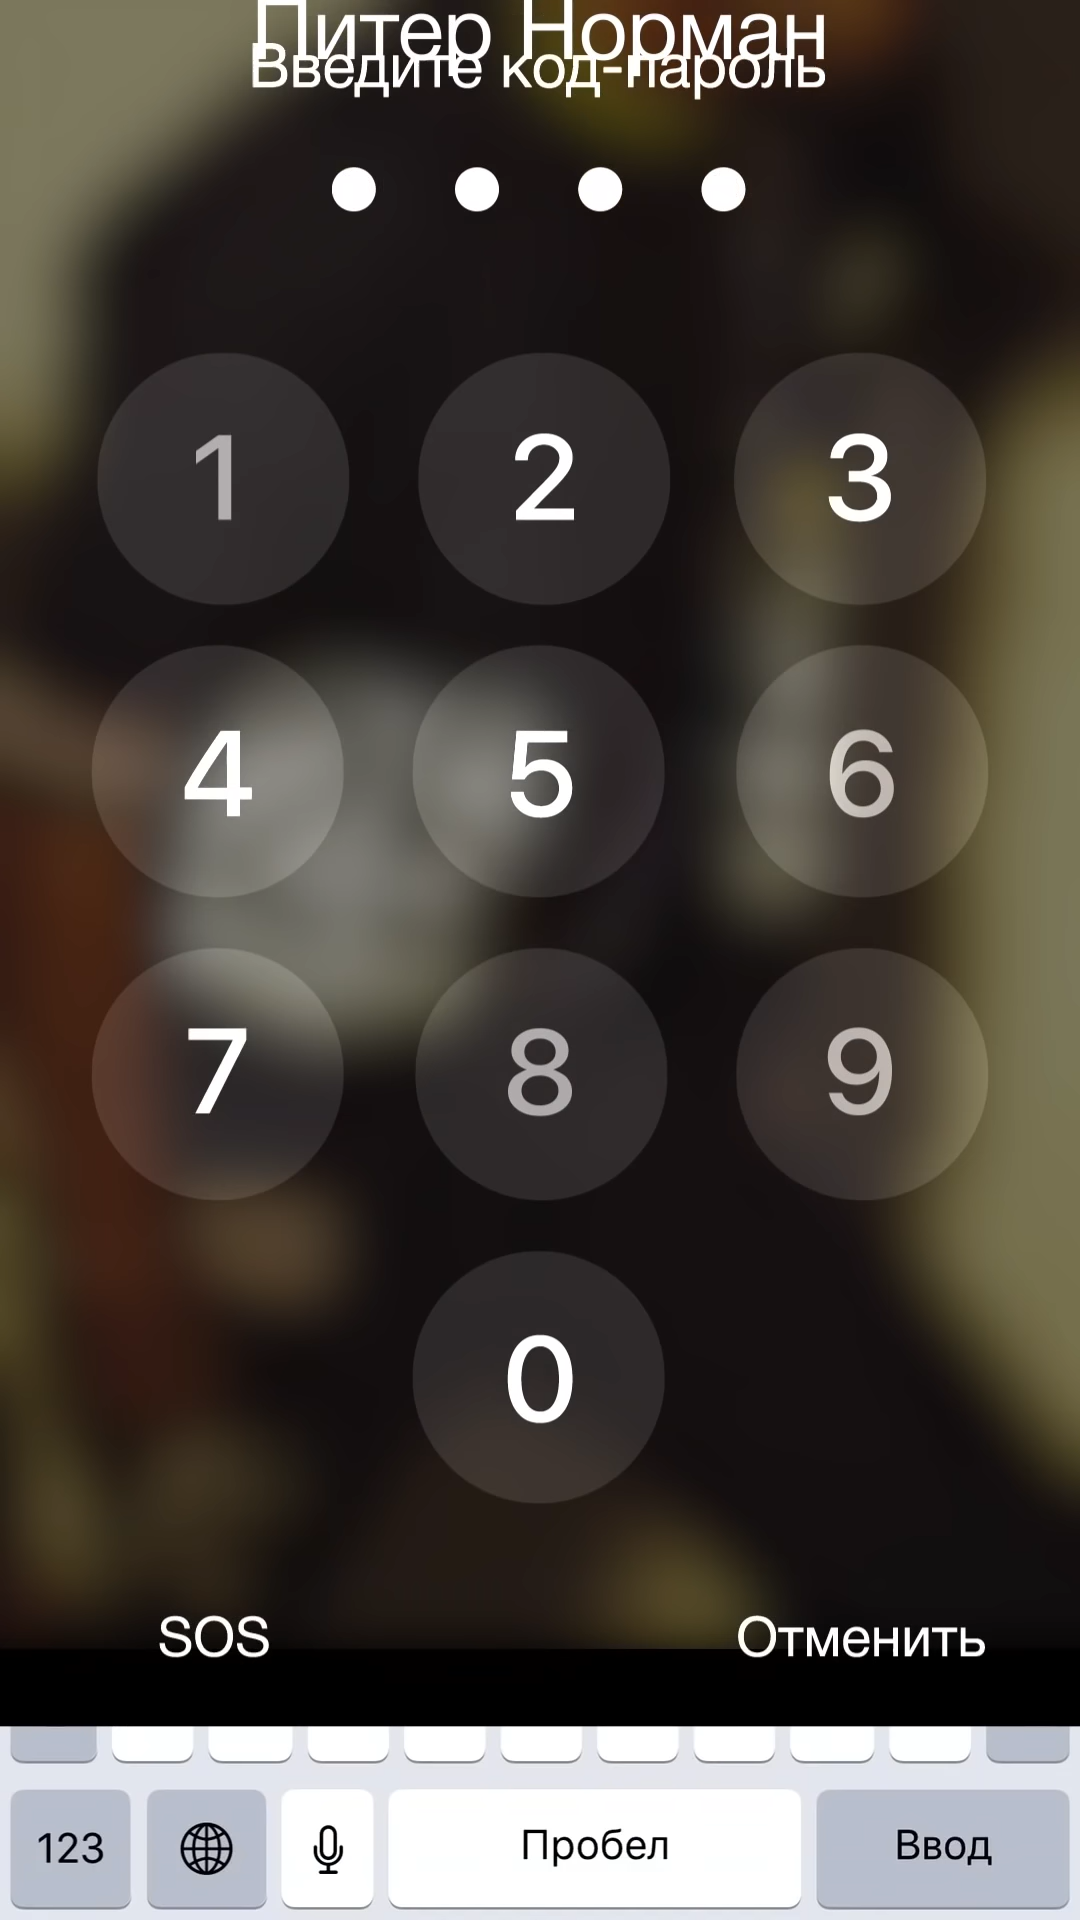 Питер Норман
Введите код-пароль
1 2 3
4 5 6
7 8 9
0
SOS Отменить
123 Пробел Ввод